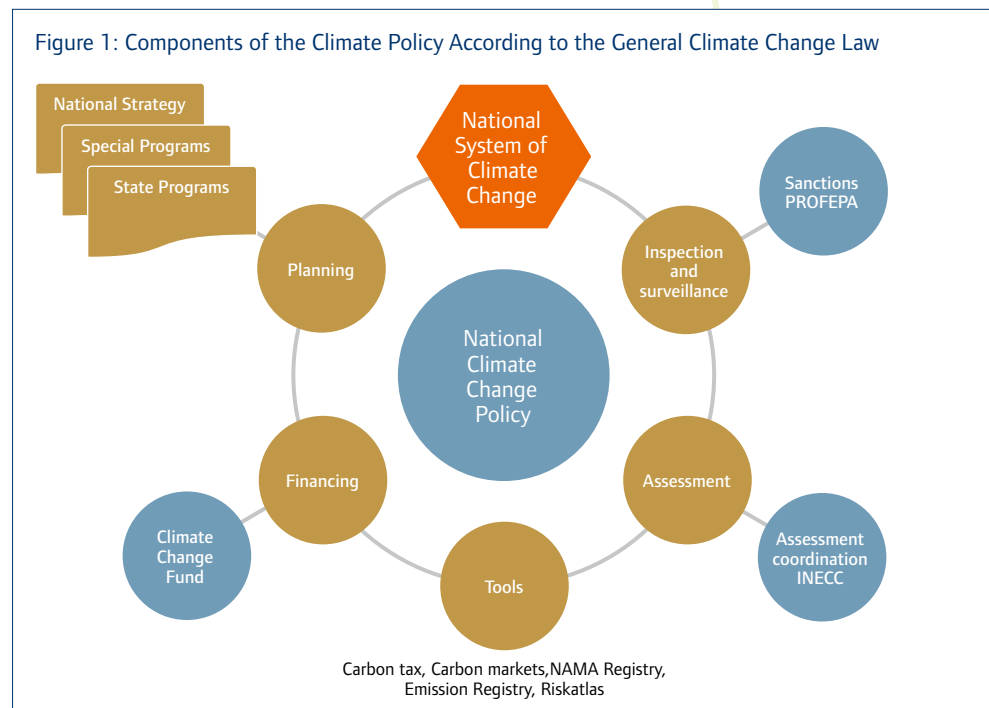 Figure 1: Components of the Climate Policy According to the General Climate Change Law
National Strategy
Special Programs
State Programs
National
System of
Climate
Change
Sanctions
PROFEPA
Planning
Inspection
and
surveillance
National
Climate
Change
Policy
Financing
Assessment
Climate
Change
Fund
Tools
Assessment
coordination
INECC
Carbon tax, Carbon markets,NAMA Registry,
Emission Registry, Riskatlas